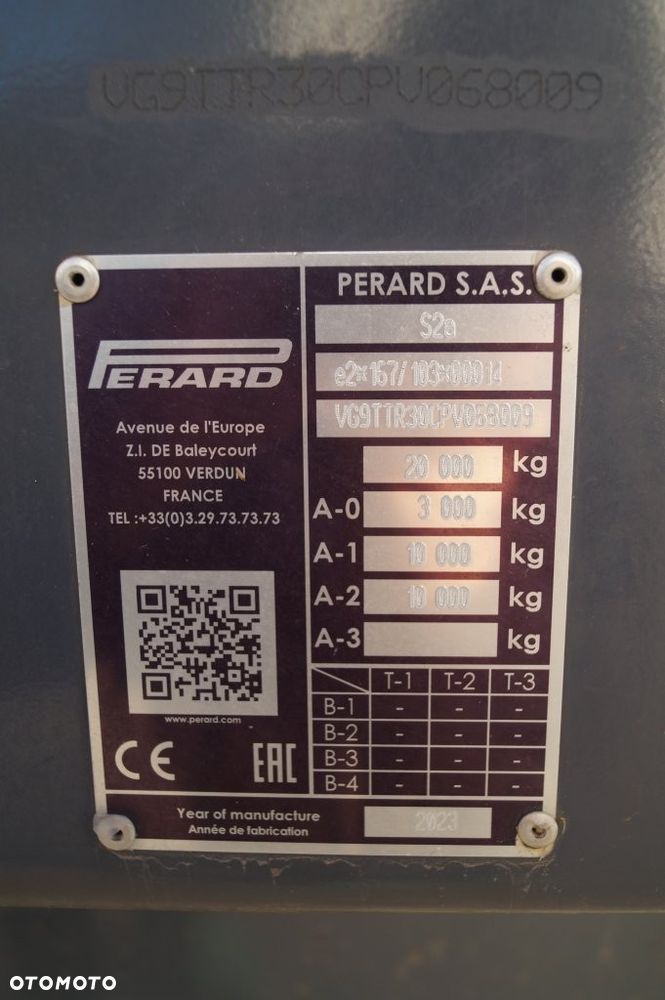 VG9TTR30CPV068009
PERARD S.A.S.
S2a
e2*167/103*00014
VG9TTR30CPV068009
20 000 kg
A-0 3 000 kg
A-1 10 000 kg
A-2 10 000 kg
A-3 kg
T-1 T-2 T-3
B-1 - - -
B-2 - - -
B-3 - - -
B-4 - - -
PERARD
Avenue de l'Europe
Z.I. DE Baleycourt
55100 VERDUN
FRANCE
TEL :+33(0)3.29.73.73.73
www.perard.com
CE EAC
Year of manufacture
Année de fabrication
2023
OTOMOTO